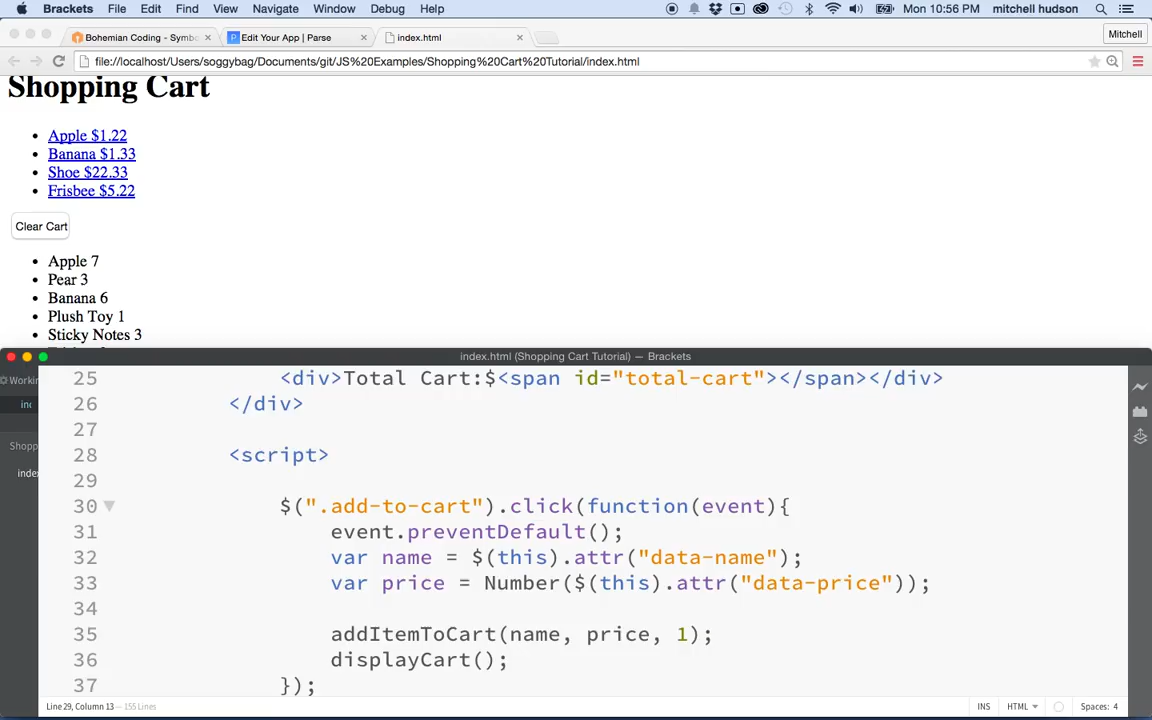 Brackets File Edit Find View Navigate Window Debug Help Mon 10:56 PM mitchell hudson
Bohemian Coding - Symbo Edit Your App | Parse index.html Mitchell
file://localhost/Users/soggybag/Documents/git/JS%20Examples/Shopping%20Cart%20Tutorial/index.html
Shopping Cart
• Apple $1.22
• Banana $1.33
• Shoe $22.33
• Frisbee $5.22
Clear Cart
• Apple 7
• Pear 3
• Banana 6
• Plush Toy 1
• Sticky Notes 3
index.html (Shopping Cart Tutorial) — Brackets
Workin
ind
Shopp
index
25 <div>Total Cart:$<span id="total-cart"></span></div>
26 </div>
27
28 <script>
29
30 $(".add-to-cart").click(function(event){
31 event.preventDefault();
32 var name = $(this).attr("data-name");
33 var price = Number($(this).attr("data-price"));
34
35 addItemToCart(name, price, 1);
36 displayCart();
37 });
Line 29, Column 13 — 155 Lines INS HTML Spaces: 4